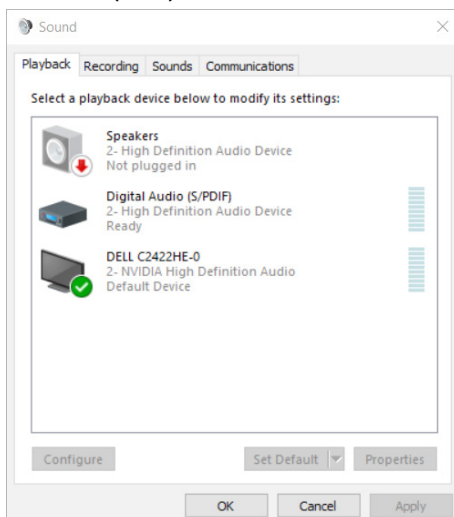 Sound
Playback Recording Sounds Communications
Select a playback device below to modify its settings:
Speakers
2- High Definition Audio Device
Not plugged in
Digital Audio (S/PDIF)
2- High Definition Audio Device
Ready
DELL C2422HE-0
2- NVIDIA High Definition Audio
Default Device
Configure Set Default Properties
OK Cancel Apply